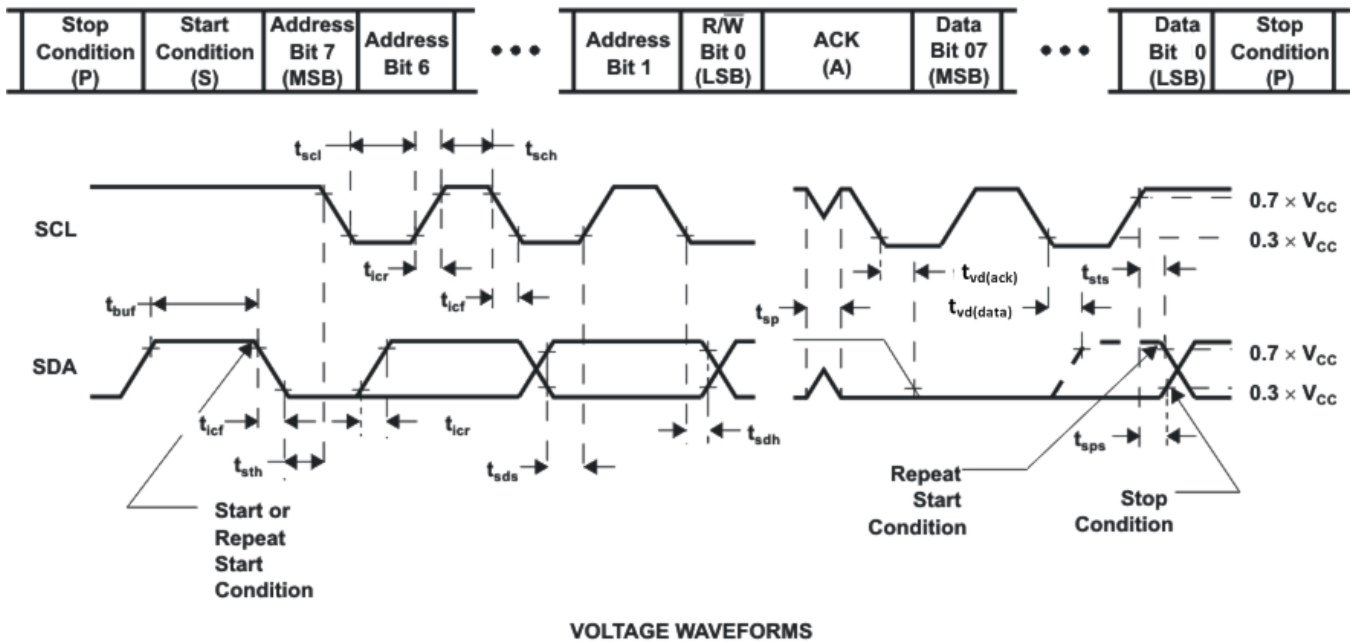 Stop
Condition
(P)
Start
Condition
(S)
Address
Bit 7
(MSB)
Address
Bit 6
•••
Address
Bit 1
R/W̅
Bit 0
(LSB)
ACK
(A)
Data
Bit 07
(MSB)
•••
Data
Bit 0
(LSB)
Stop
Condition
(P)
tscl
tsch
SCL
0.7 × VCC
0.3 × VCC
ticr
ticf
tvd(ack)
tsts
tbuf
tsp
tvd(data)
SDA
0.7 × VCC
0.3 × VCC
ticf
ticr
tsdh
tsth
tsds
tsps
Start or
Repeat
Start
Condition
Repeat
Start
Condition
Stop
Condition
VOLTAGE WAVEFORMS